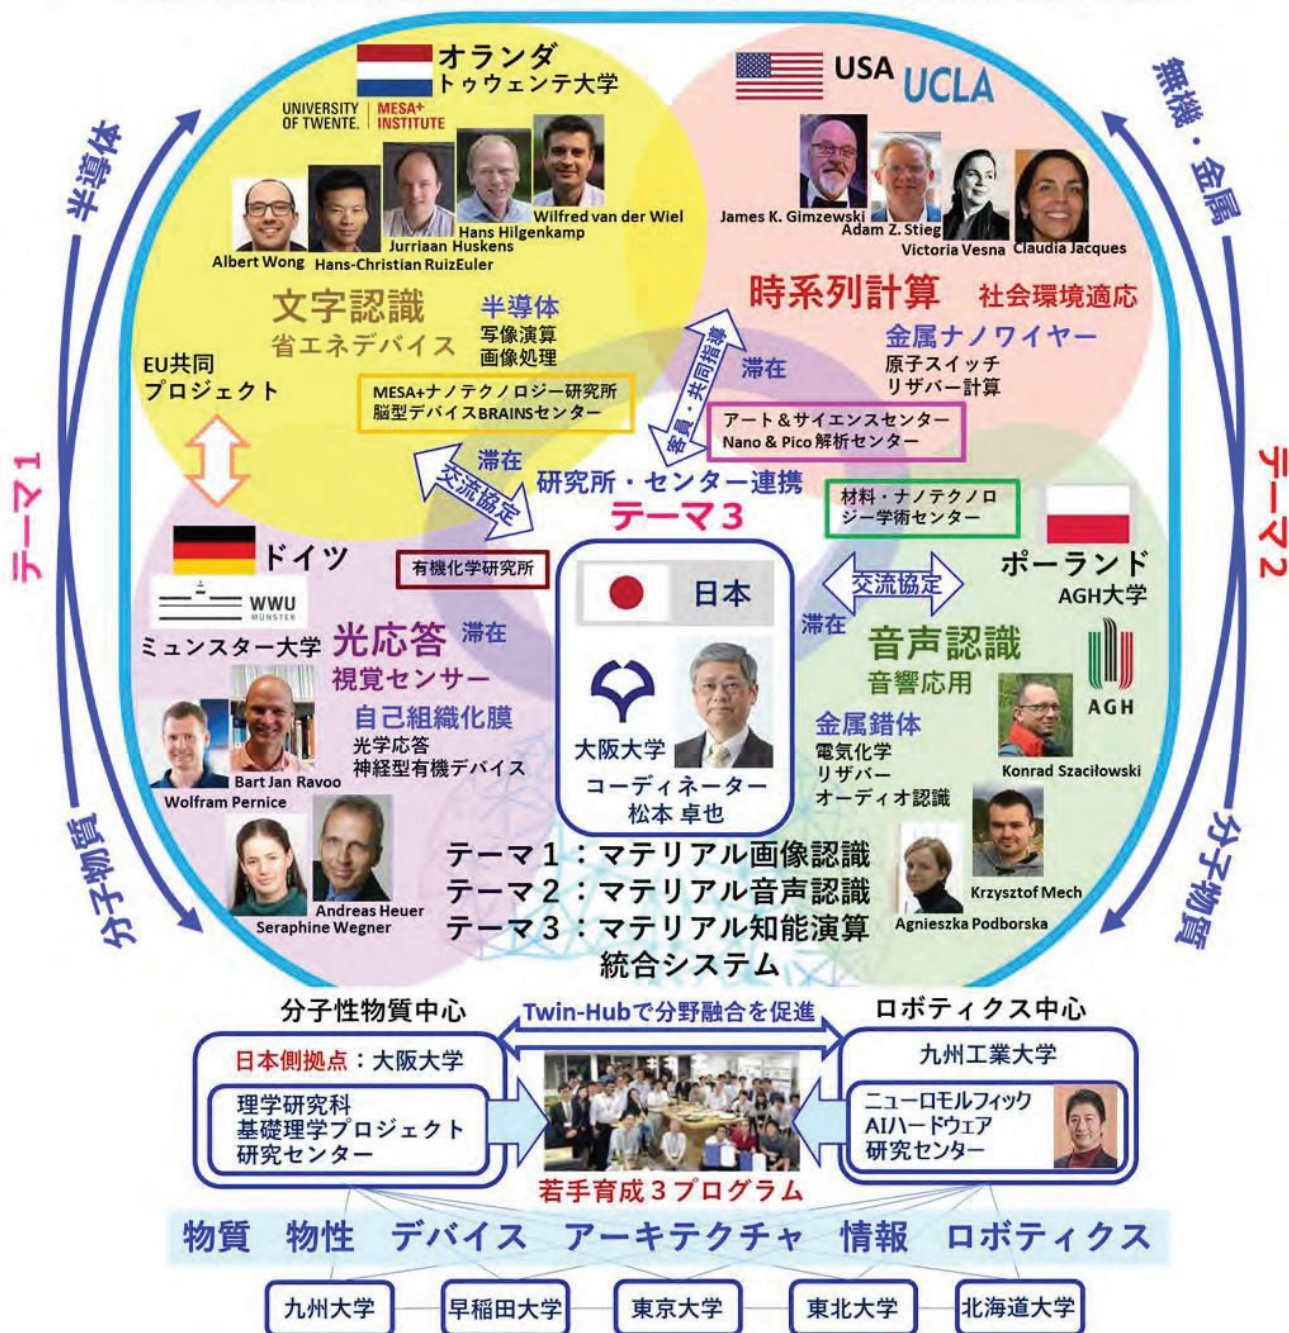 オランダ
トゥウェンテ大学
UNIVERSITY
OF TWENTE.
MESA+
INSTITUTE
Wilfred van der Wiel
Hans Hilgenkamp
Jurriaan Huskens
Albert Wong
Hans-Christian RuizEuler
文字認識
省エネデバイス
半導体
写像演算
画像処理
MESA+ナノテクノロジー研究所
脳型デバイスBRAINSセンター
USA
UCLA
James K. Gimzewski
Adam Z. Stieg
Victoria Vesna
Claudia Jacques
時系列計算
社会環境適応
金属ナノワイヤー
原子スイッチ
リザバー計算
アート＆サイエンスセンター
Nano & Pico 解析センター
半導体
テーマ1
分子物質
無機・金属
テーマ2
分子物質
EU共同
プロジェクト
交流協定
滞在
客員・共同指導
滞在
研究所・センター連携
テーマ3
日本
大阪大学
コーディネーター
松本 卓也
有機化学研究所
ドイツ
WWU
MÜNSTER
ミュンスター大学
光応答
滞在
視覚センサー
自己組織化膜
光学応答
神経型有機デバイス
Bart Jan Ravoo
Wolfram Pernice
Andreas Heuer
Seraphine Wegner
材料・ナノテクノロ
ジー学術センター
ポーランド
AGH大学
AGH
交流協定
滞在
音声認識
音響応用
金属錯体
電気化学
リザバー
オーディオ認識
Konrad Szaciłowski
Krzysztof Mech
Agnieszka Podborska
テーマ1：マテリアル画像認識
テーマ2：マテリアル音声認識
テーマ3：マテリアル知能演算
統合システム
分子性物質中心
Twin-Hubで分野融合を促進
ロボティクス中心
日本側拠点：大阪大学
理学研究科
基礎理学プロジェクト
研究センター
九州工業大学
ニューロモルフィック
AIハードウェア
研究センター
若手育成3プログラム
物質 物性 デバイス アーキテクチャ 情報 ロボティクス
九州大学
早稲田大学
東京大学
東北大学
北海道大学